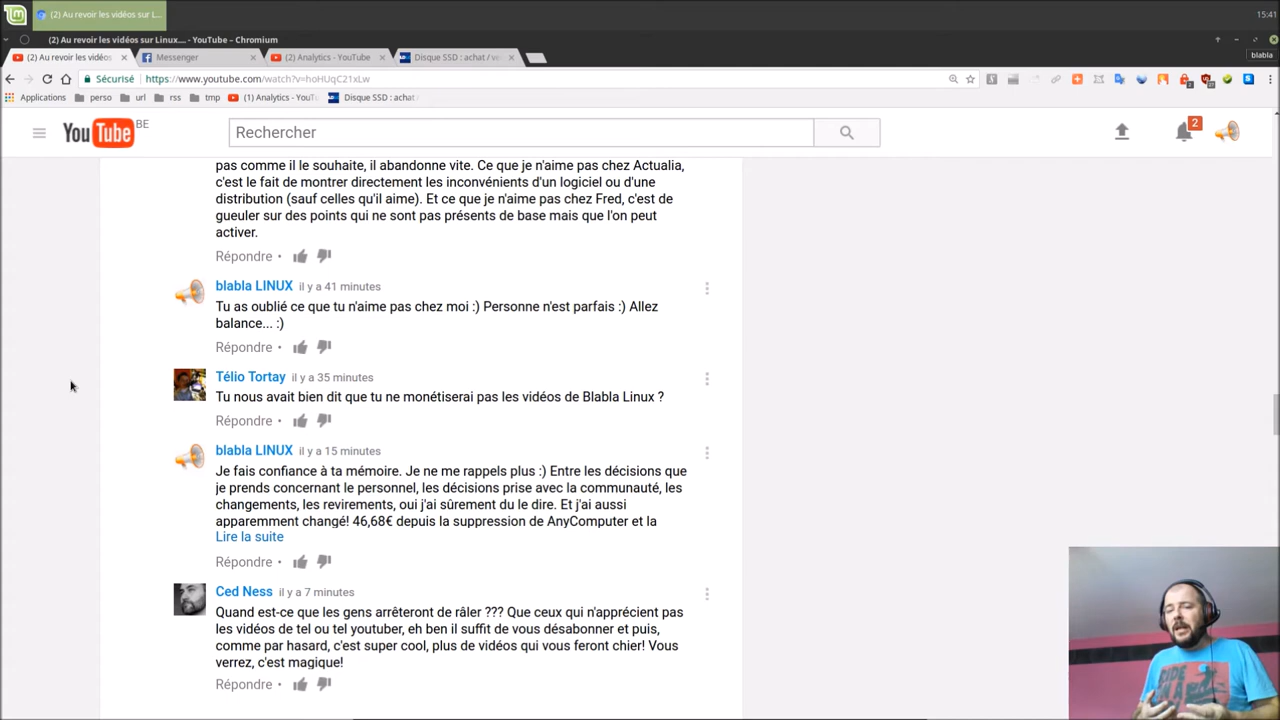 (2) Au revoir les vidéos sur L...
15:41
(2) Au revoir les vidéos sur Linux.... - YouTube – Chromium
(2) Au revoir les vidéos
Messenger
(2) Analytics - YouTube
Disque SSD : achat / ve
blabla
Sécurisé
https://www.youtube.com/watch?v=hoHUqC21xLw
Applications
perso
url
rss
tmp
(1) Analytics - YouTu
Disque SSD : achat
YouTube BE
Rechercher
2
pas comme il le souhaite, il abandonne vite. Ce que je n'aime pas chez Actualia,
c'est le fait de montrer directement les inconvénients d'un logiciel ou d'une
distribution (sauf celles qu'il aime). Et ce que je n'aime pas chez Fred, c'est de
gueuler sur des points qui ne sont pas présents de base mais que l'on peut
activer.
Répondre •
blabla LINUX il y a 41 minutes
Tu as oublié ce que tu n'aime pas chez moi :) Personne n'est parfais :) Allez
balance... :)
Répondre •
Télio Tortay il y a 35 minutes
Tu nous avait bien dit que tu ne monétiserai pas les vidéos de Blabla Linux ?
Répondre •
blabla LINUX il y a 15 minutes
Je fais confiance à ta mémoire. Je ne me rappels plus :) Entre les décisions que
je prends concernant le personnel, les décisions prise avec la communauté, les
changements, les revirements, oui j'ai sûrement du le dire. Et j'ai aussi
apparemment changé! 46,68€ depuis la suppression de AnyComputer et la
Lire la suite
Répondre •
Ced Ness il y a 7 minutes
Quand est-ce que les gens arrêteront de râler ??? Que ceux qui n'apprécient pas
les vidéos de tel ou tel youtuber, eh ben il suffit de vous désabonner et puis,
comme par hasard, c'est super cool, plus de vidéos qui vous feront chier! Vous
verrez, c'est magique!
Répondre •